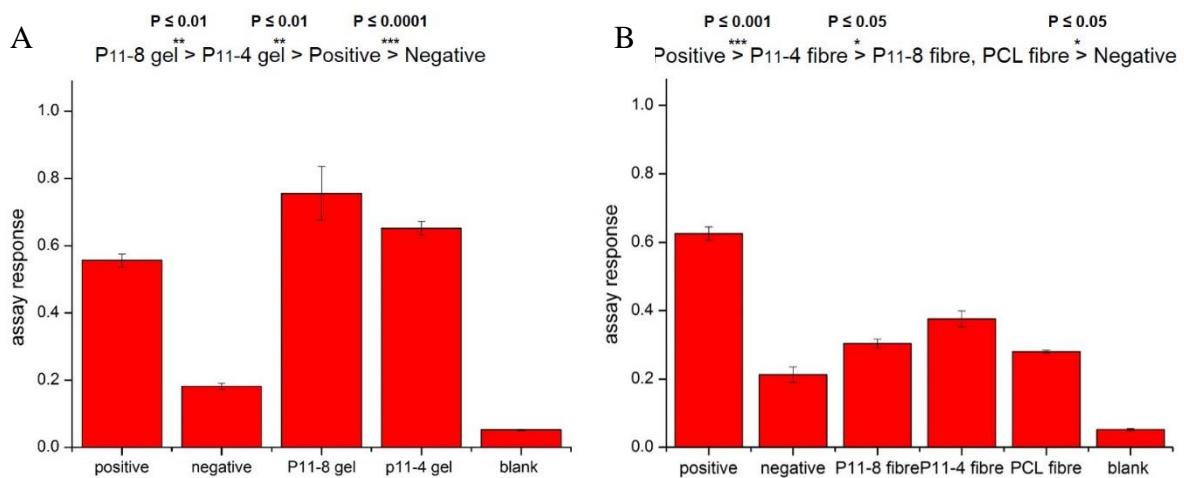 A
P ≤ 0.01 P ≤ 0.01 P ≤ 0.0001
** ** ***
P11-8 gel > P11-4 gel > Positive > Negative
1.0
0.8
0.6
0.4
0.2
0.0
assay response
positive negative P11-8 gel p11-4 gel blank
B
P ≤ 0.001 P ≤ 0.05 P ≤ 0.05
*** * *
Positive > P11-4 fibre > P11-8 fibre, PCL fibre > Negative
1.0
0.8
0.6
0.4
0.2
0.0
assay response
positive negative P11-8 fibre P11-4 fibre PCL fibre blank